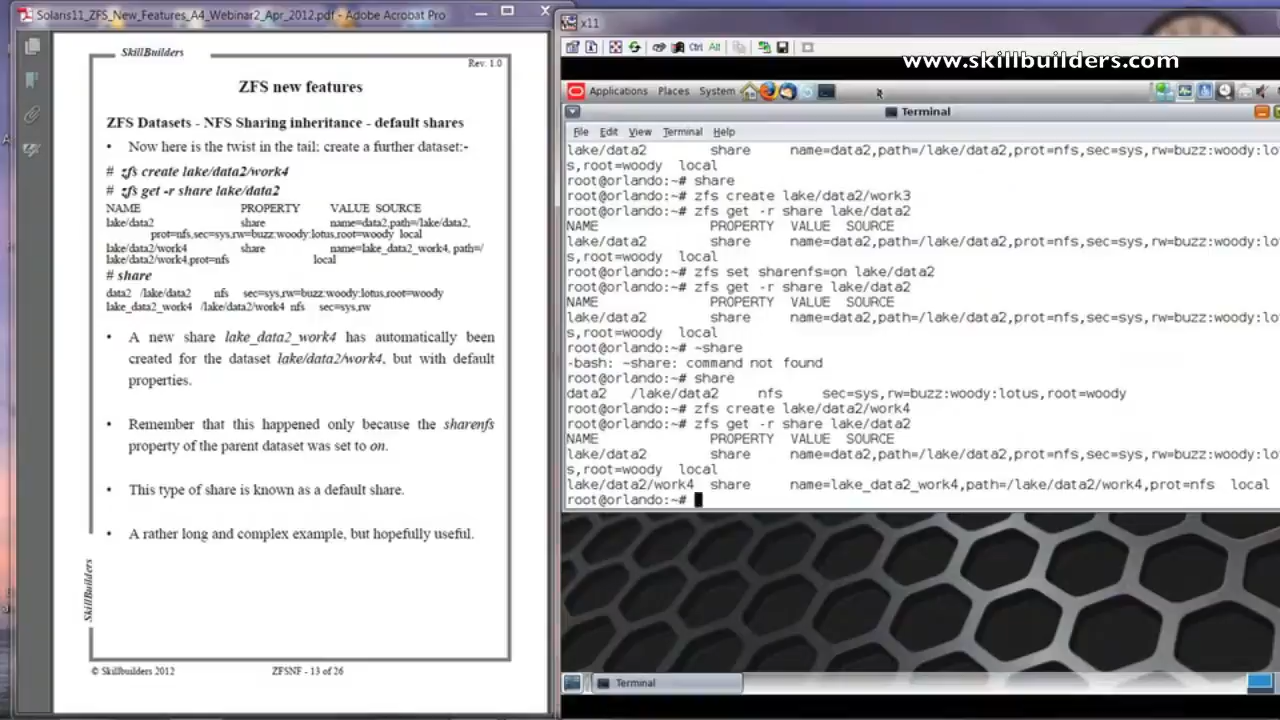 Solaris11_ZFS_New_Features_A4_Webinar2_Apr_2012.pdf - Adobe Acrobat Pro
SkillBuilders
Rev. 1.0
ZFS new features
ZFS Datasets - NFS Sharing inheritance - default shares
• Now here is the twist in the tail: create a further dataset:-
# zfs create lake/data2/work4
# zfs get -r share lake/data2
NAME PROPERTY VALUE SOURCE
lake/data2 share name=data2,path=/lake/data2,
prot=nfs,sec=sys,rw=buzz:woody:lotus,root=woody local
lake/data2/work4 share name=lake_data2_work4, path=/
lake/data2/work4,prot=nfs local
# share
data2 /lake/data2 nfs sec=sys,rw=buzz:woody:lotus,root=woody
lake_data2_work4 /lake/data2/work4 nfs sec=sys,rw
• A new share lake_data2_work4 has automatically been
created for the dataset lake/data2/work4, but with default
properties.
• Remember that this happened only because the sharenfs
property of the parent dataset was set to on.
• This type of share is known as a default share.
• A rather long and complex example, but hopefully useful.
SkillBuilders
© Skillbuilders 2012 ZFSNF - 13 of 26
x11
Ctrl Alt
www.skillbuilders.com
Applications Places System
Terminal
File Edit View Terminal Help
lake/data2 share name=data2,path=/lake/data2,prot=nfs,sec=sys,rw=buzz:woody:lotu
s,root=woody local
root@orlando:~# share
root@orlando:~# zfs create lake/data2/work3
root@orlando:~# zfs get -r share lake/data2
NAME PROPERTY VALUE SOURCE
lake/data2 share name=data2,path=/lake/data2,prot=nfs,sec=sys,rw=buzz:woody:lotu
s,root=woody local
root@orlando:~# zfs set sharenfs=on lake/data2
root@orlando:~# zfs get -r share lake/data2
NAME PROPERTY VALUE SOURCE
lake/data2 share name=data2,path=/lake/data2,prot=nfs,sec=sys,rw=buzz:woody:lotu
s,root=woody local
root@orlando:~# ~share
-bash: ~share: command not found
root@orlando:~# share
data2 /lake/data2 nfs sec=sys,rw=buzz:woody:lotus,root=woody
root@orlando:~# zfs create lake/data2/work4
root@orlando:~# zfs get -r share lake/data2
NAME PROPERTY VALUE SOURCE
lake/data2 share name=data2,path=/lake/data2,prot=nfs,sec=sys,rw=buzz:woody:lotu
s,root=woody local
lake/data2/work4 share name=lake_data2_work4,path=/lake/data2/work4,prot=nfs local
root@orlando:~#
Terminal